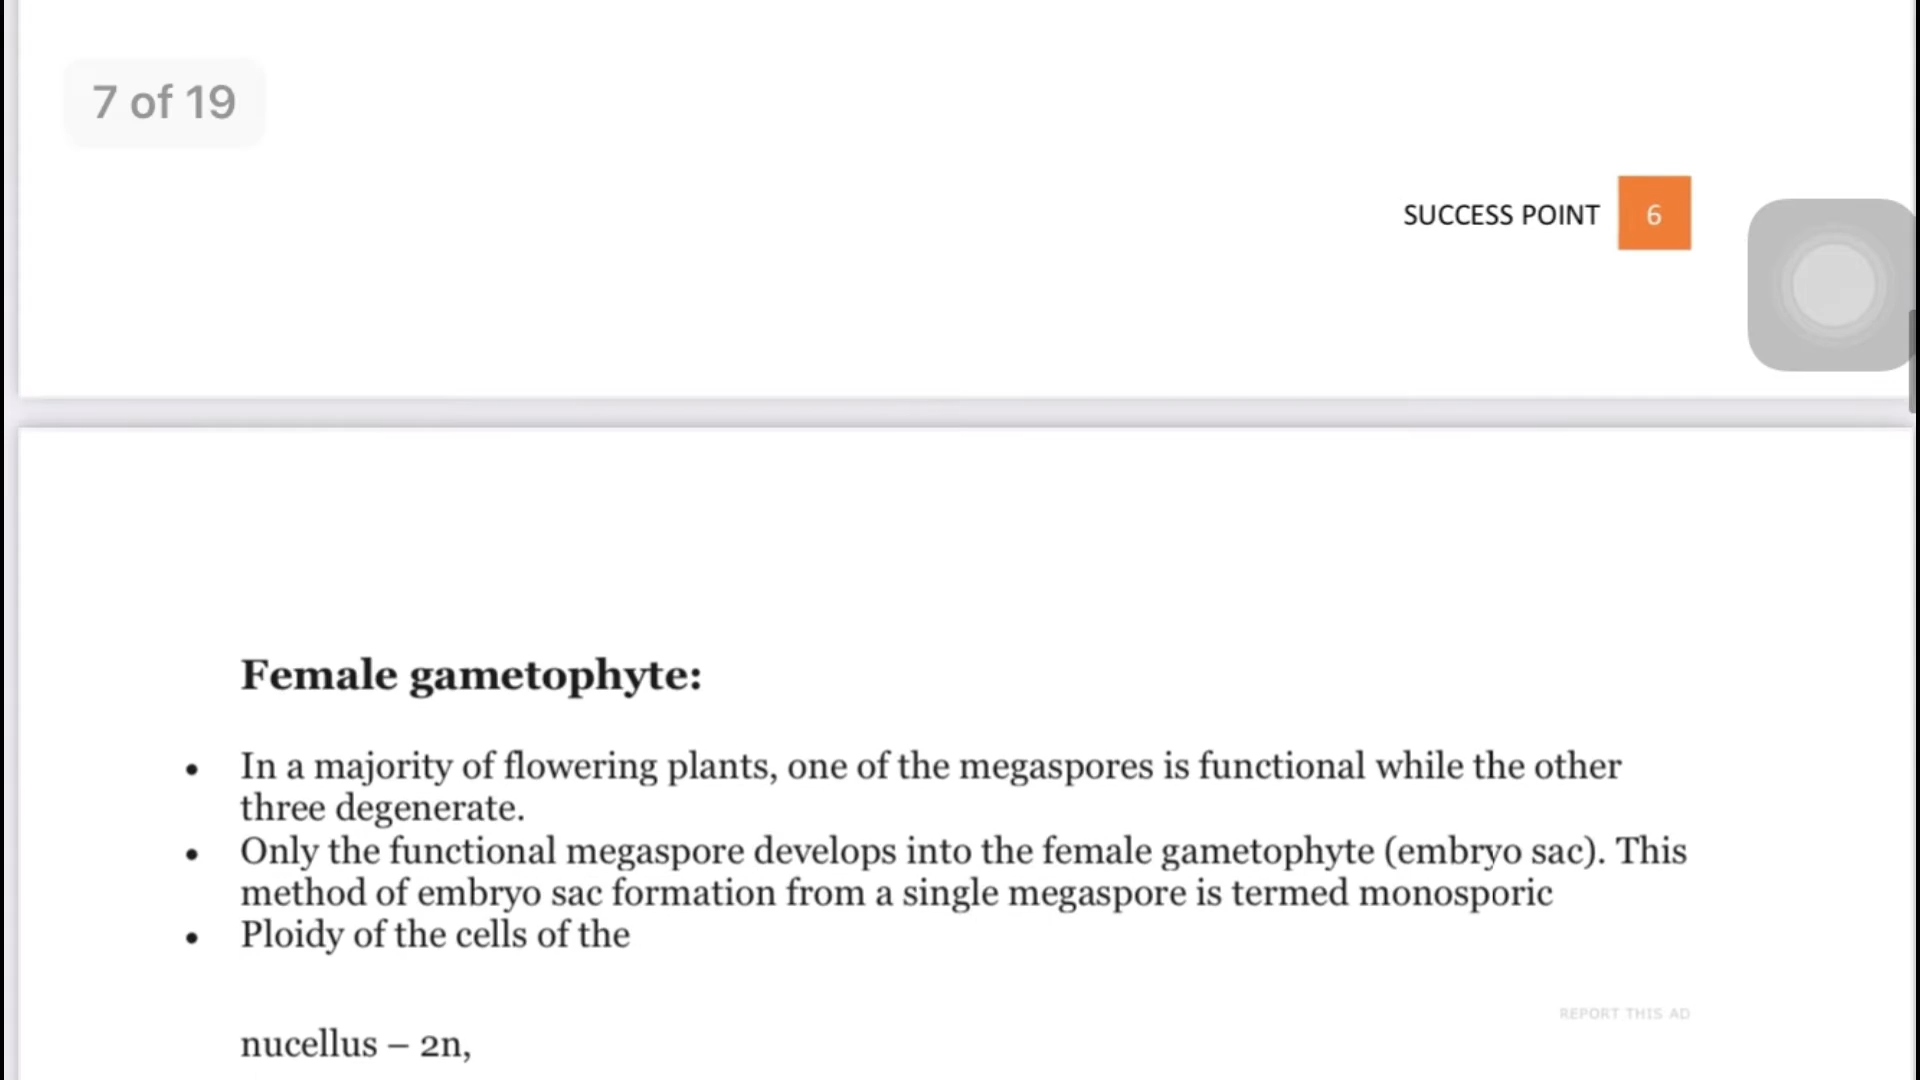 7 of 19
SUCCESS POINT 6
Female gametophyte:
• In a majority of flowering plants, one of the megaspores is functional while the other
three degenerate.
• Only the functional megaspore develops into the female gametophyte (embryo sac). This
method of embryo sac formation from a single megaspore is termed monosporic
• Ploidy of the cells of the
REPORT THIS AD
nucellus – 2n,